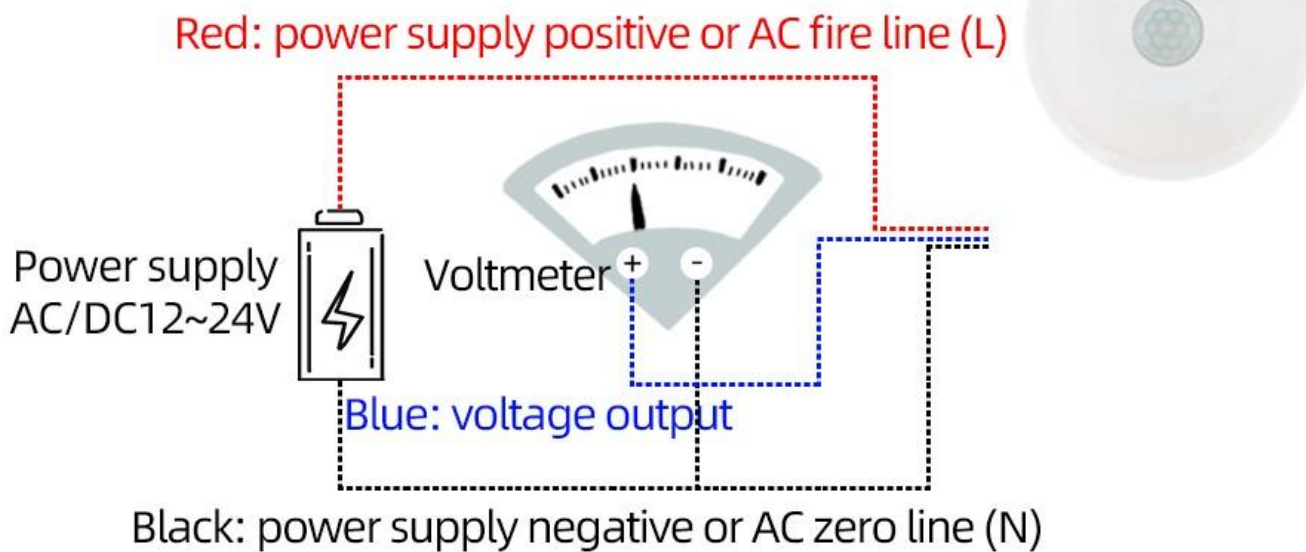 Red: power supply positive or AC fire line (L)
Power supply
AC/DC12~24V
Voltmeter
+ -
Blue: voltage output
Black: power supply negative or AC zero line (N)